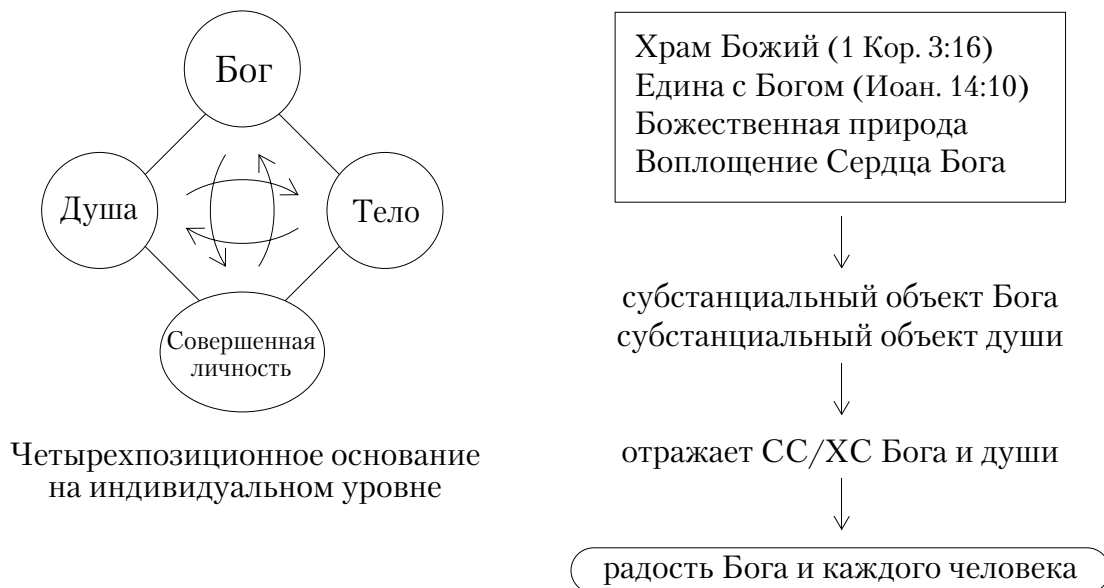 Бог
Душа
Тело
Совершенная
личность
Четырехпозиционное основание
на индивидуальном уровне
Храм Божий (1 Кор. 3:16)
Едина с Богом (Иоан. 14:10)
Божественная природа
Воплощение Сердца Бога
субстанциальный объект Бога
субстанциальный объект души
отражает СС/ХС Бога и души
радость Бога и каждого человека